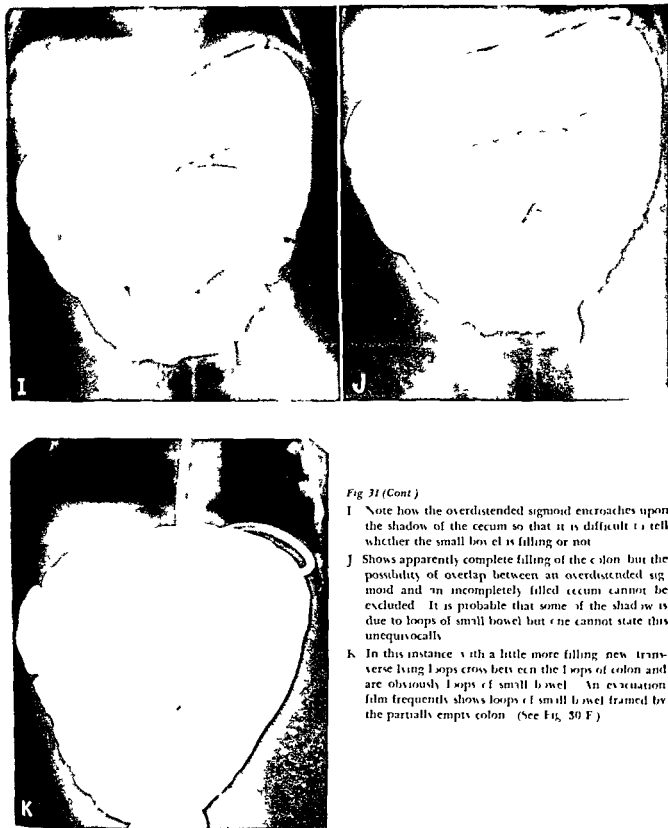 I
J
K
Fig 31 (Cont )
I Note how the overdistended sigmoid encroaches upon
the shadow of the cecum so that it is difficult to tell
whether the small bowel is filling or not
J Shows apparently complete filling of the colon but the
possibility of overlap between an overdistended sig
moid and an incompletely filled cecum cannot be
excluded It is probable that some of the shadow is
due to loops of small bowel but one cannot state this
unequivocally
K In this instance with a little more filling new trans-
verse lying loops cross between the loops of colon and
are obviously loops of small bowel An evacuation
film frequently shows loops of small bowel framed by
the partially empty colon (See Fig 30 F )